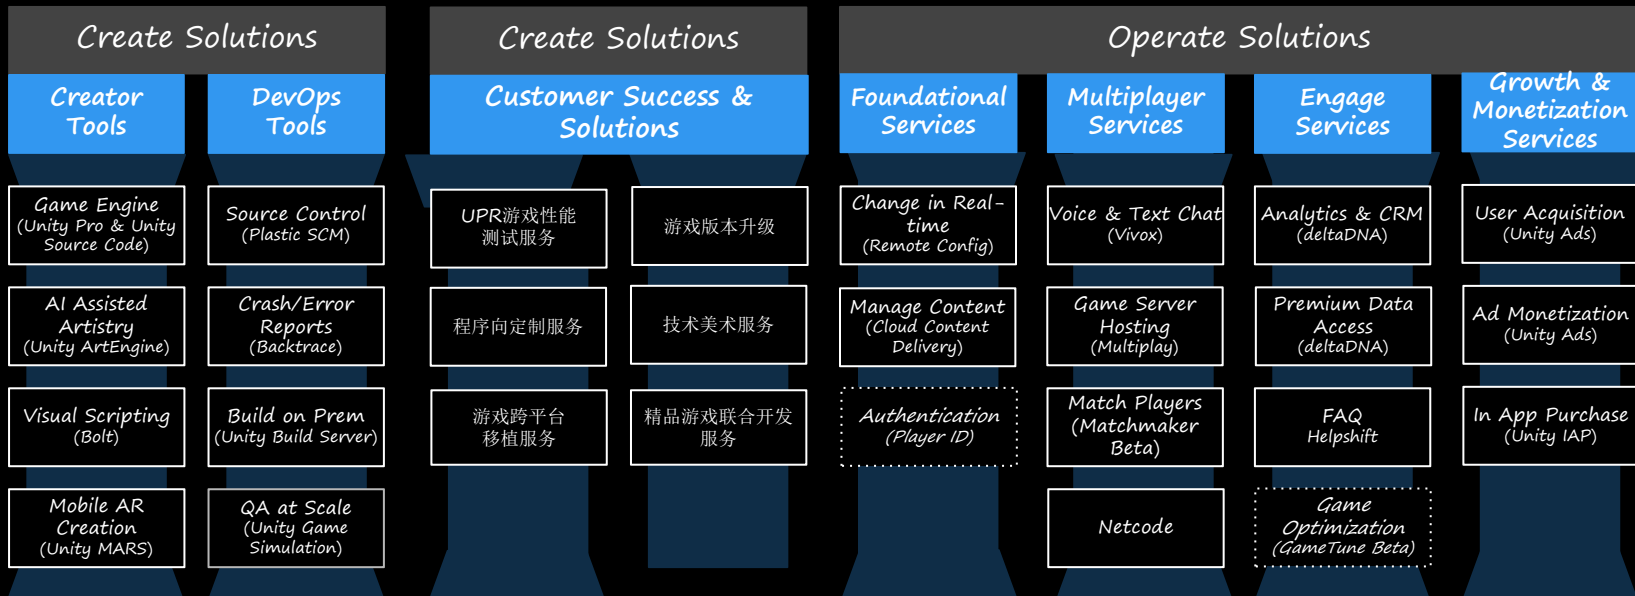 Create Solutions
Creator
Tools
DevOps
Tools
Game Engine
(Unity Pro & Unity
Source Code)
Source Control
(Plastic SCM)
AI Assisted
Artistry
(Unity ArtEngine)
Crash/Error
Reports
(Backtrace)
Visual Scripting
(Bolt)
Build on Prem
(Unity Build Server)
Mobile AR
Creation
(Unity MARS)
QA at Scale
(Unity Game
Simulation)
Create Solutions
Customer Success &
Solutions
UPR游戏性能
测试服务
游戏版本升级
程序向定制服务
技术美术服务
游戏跨平台
移植服务
精品游戏联合开发
服务
Operate Solutions
Foundational
Services
Multiplayer
Services
Engage
Services
Growth &
Monetization
Services
Change in Real-
time
(Remote Config)
Voice & Text Chat
(Vivox)
Analytics & CRM
(deltaDNA)
User Acquisition
(Unity Ads)
Manage Content
(Cloud Content
Delivery)
Game Server
Hosting
(Multiplay)
Premium Data
Access
(deltaDNA)
Ad Monetization
(Unity Ads)
Authentication
(Player ID)
Match Players
(Matchmaker
Beta)
FAQ
Helpshift
In App Purchase
(Unity IAP)
Netcode
Game
Optimization
(GameTune Beta)